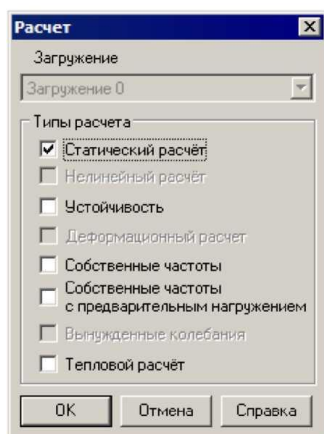 Расчет
Загружение
Загружение 0
Типы расчета
Статический расчёт
Нелинейный расчёт
Устойчивость
Деформационный расчет
Собственные частоты
Собственные частоты
с предварительным нагружением
Вынужденные колебания
Тепловой расчёт
OK Отмена Справка